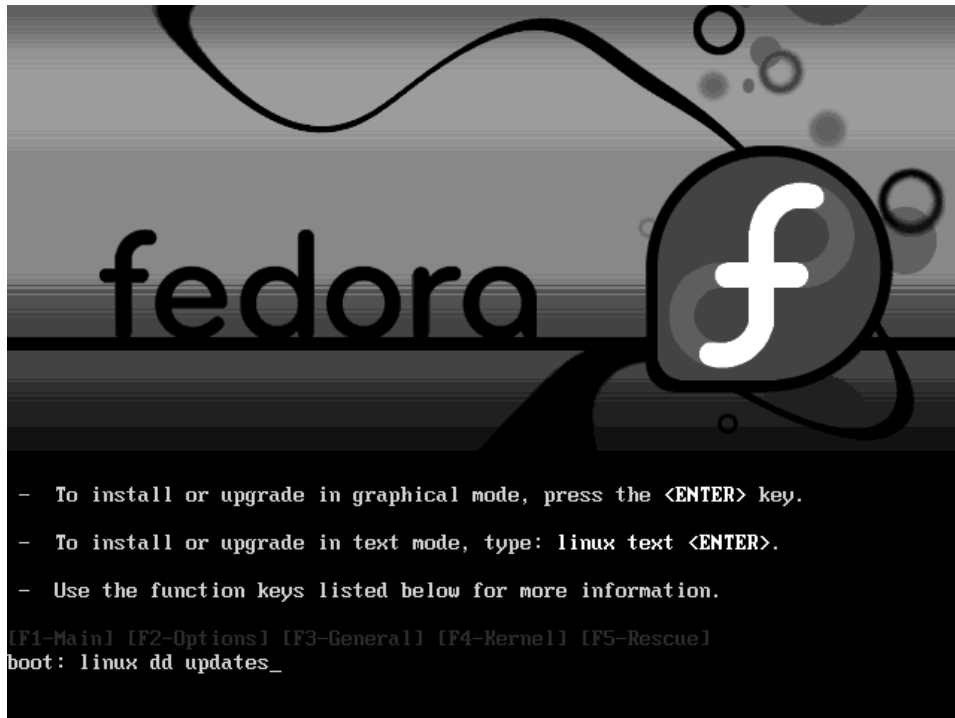 fedora
- To install or upgrade in graphical mode, press the <ENTER> key.
- To install or upgrade in text mode, type: linux text <ENTER>.
- Use the function keys listed below for more information.
[F1-Main] [F2-Options] [F3-General] [F4-Kernel] [F5-Rescue]
boot: linux dd updates_